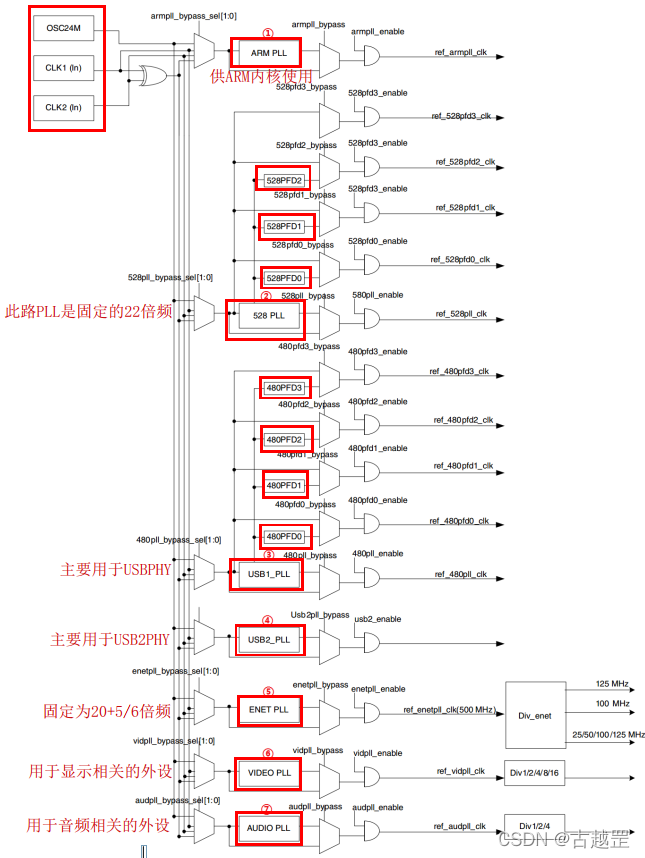 armpll_bypass_sel[1:0]
OSC24M
CLK1 (In)
CLK2 (In)
①
ARM PLL
供ARM内核使用
armpll_bypass
armpll_enable
ref_armpll_clk
528pfd3_bypass
528pfd3_enable
ref_528pfd3_clk
528pfd2_bypass
528pfd3_enable
528PFD2
ref_528pfd2_clk
528pfd1_bypass
528pfd3_enable
528PFD1
ref_528pfd1_clk
528pfd0_bypass
528pfd0_enable
528PFD0
ref_528pfd0_clk
528pll_bypass_sel[1:0]
②
528pll_bypass
580pll_enable
此路PLL是固定的22倍频
528 PLL
ref_528pll_clk
480pfd3_bypass
480pfd3_enable
480PFD3
ref_480pfd3_clk
480pfd2_bypass
480pfd2_enable
480PFD2
ref_480pfd2_clk
480pfd1_bypass
480pfd1_enable
480PFD1
ref_480pfd1_clk
480pfd0_bypass
480pfd0_enable
480PFD0
ref_480pfd0_clk
480pll_bypass_sel[1:0]
③
480pll_bypass
480pll_enable
主要用于USBPHY
USB1_PLL
ref_480pll_clk
④
Usb2pll_bypass
usb2_enable
主要用于USB2PHY
USB2_PLL
enetpll_bypass_sel[1:0]
⑤
enetpll_bypass
enetpll_enable
固定为20+5/6倍频
ENET PLL
ref_enetpll_clk(500 MHz)
Div_enet
125 MHz
100 MHz
25/50/100/125 MHz
vidpll_bypass_sel[1:0]
⑥
vidpll_bypass
vidpll_enable
用于显示相关的外设
VIDEO PLL
ref_vidpll_clk
Div1/2/4/8/16
audpll_bypass_sel[1:0]
⑦
audpll_bypass
audpll_enable
用于音频相关的外设
AUDIO PLL
ref_audpll_clk
Div1/2/4
CSDN @古越罡